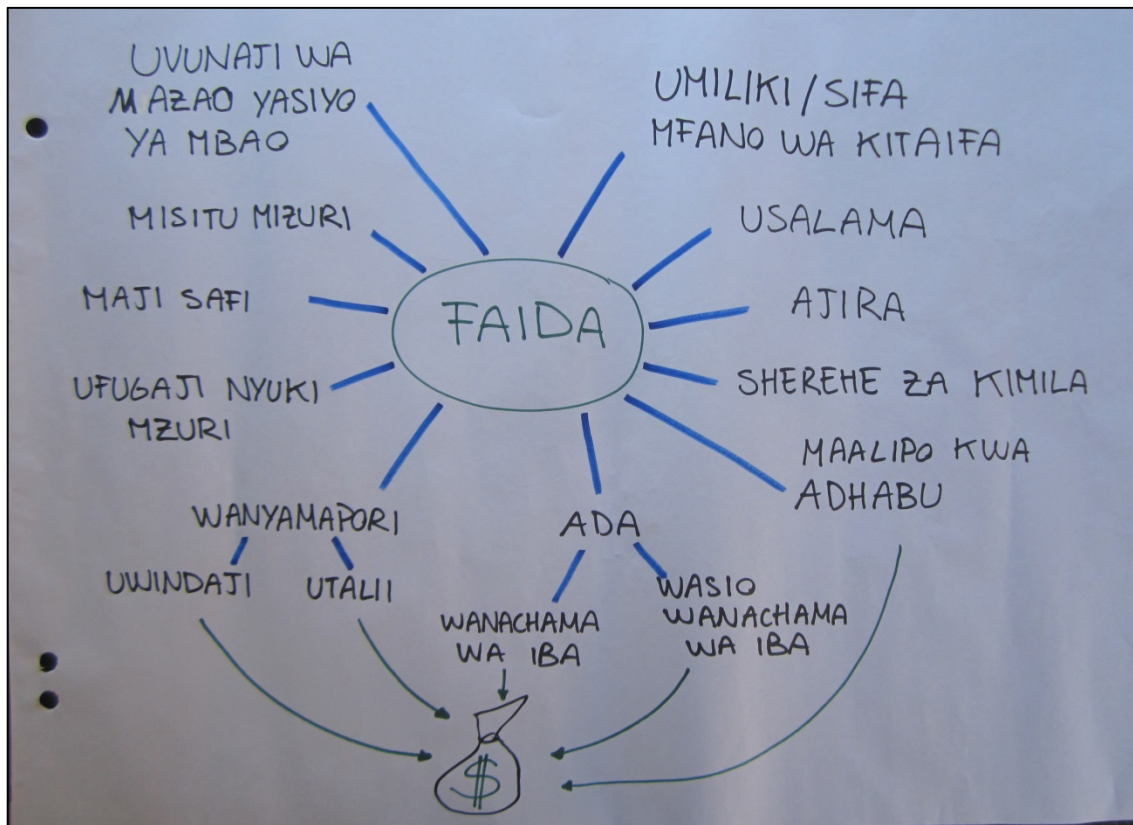 UVUNAJI WA
MAZAO YASIYO
YA MBAO
UMILIKI/SIFA
MFANO WA KITAIFA
MISITU MIZURI
USALAMA
MAJI SAFI
FAIDA
AJIRA
UFUGAJI NYUKI
MZURI
SHEREHE ZA KIMILA
MAALIPO KWA
ADHABU
WANYAMAPORI
ADA
UWINDAJI
UTALII
WANACHAMA
WA IBA
WASIO
WANACHAMA
WA IBA
$